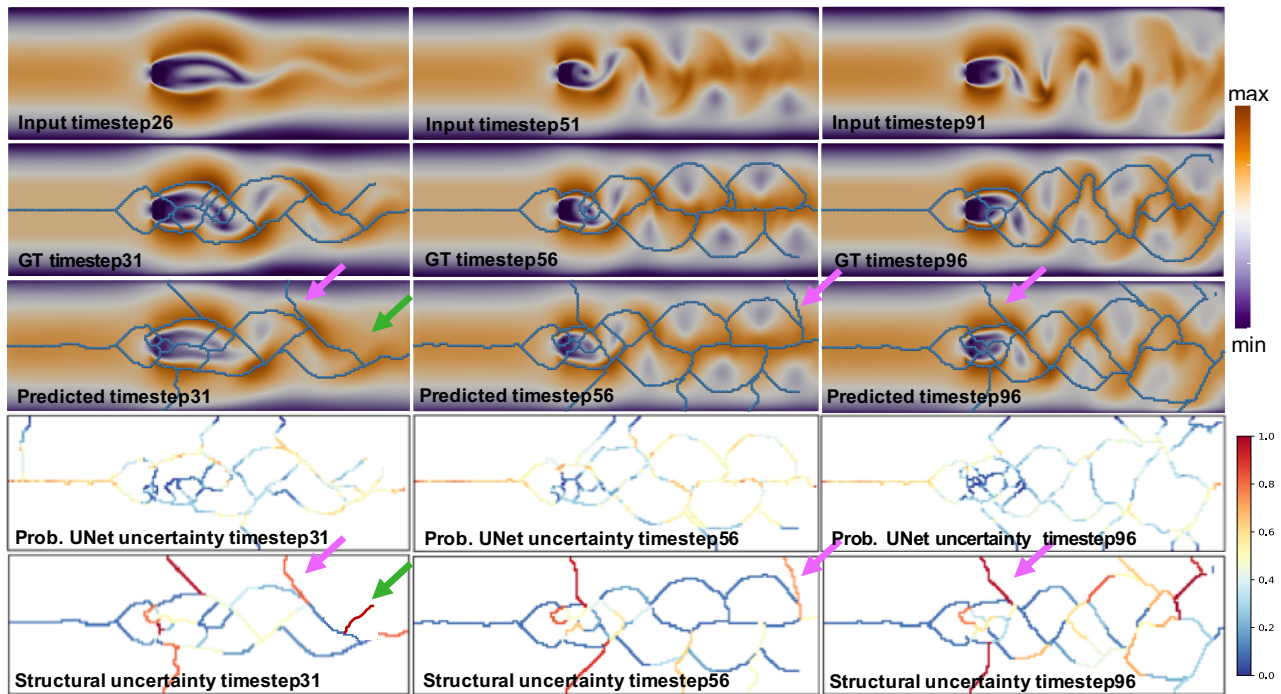 Input timestep26
Input timestep51
Input timestep91
max
min
GT timestep31
GT timestep56
GT timestep96
Predicted timestep31
Predicted timestep56
Predicted timestep96
Prob. UNet uncertainty timestep31
Prob. UNet uncertainty timestep56
Prob. UNet uncertainty timestep96
Structural uncertainty timestep31
Structural uncertainty timestep56
Structural uncertainty timestep96
1.0
0.8
0.6
0.4
0.2
0.0